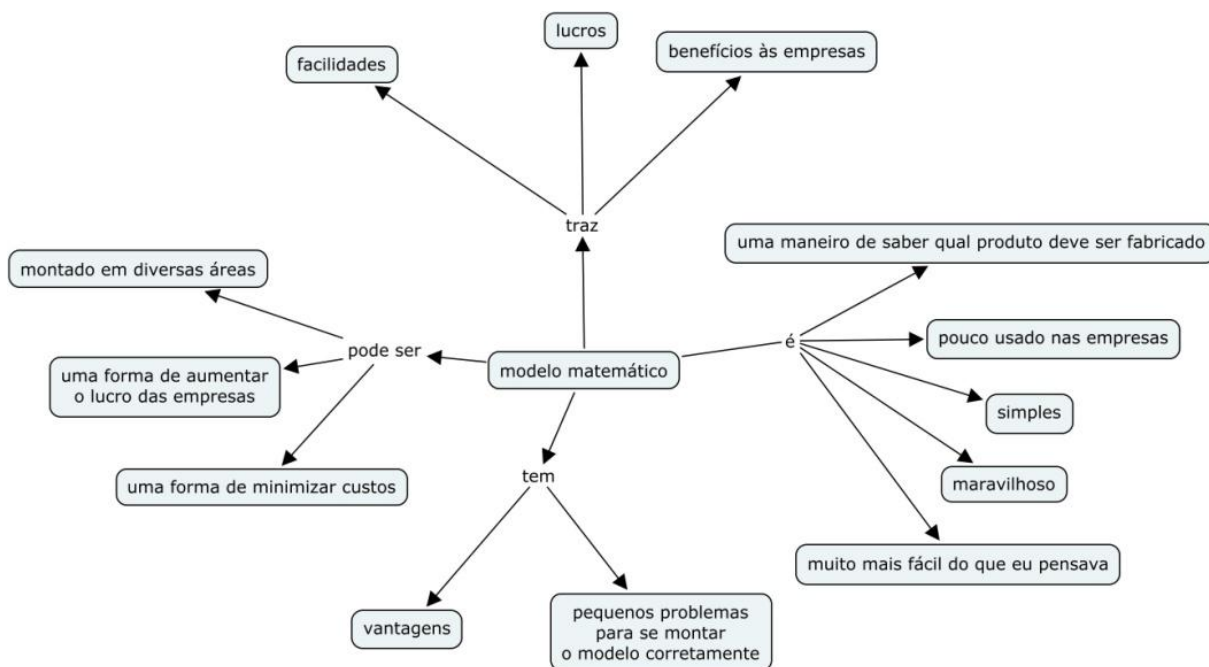 lucros
benefícios às empresas
facilidades
traz
uma maneiro de saber qual produto deve ser fabricado
montado em diversas áreas
pouco usado nas empresas
é
pode ser
modelo matemático
uma forma de aumentar
o lucro das empresas
simples
tem
maravilhoso
uma forma de minimizar custos
muito mais fácil do que eu pensava
vantagens
pequenos problemas
para se montar
o modelo corretamente